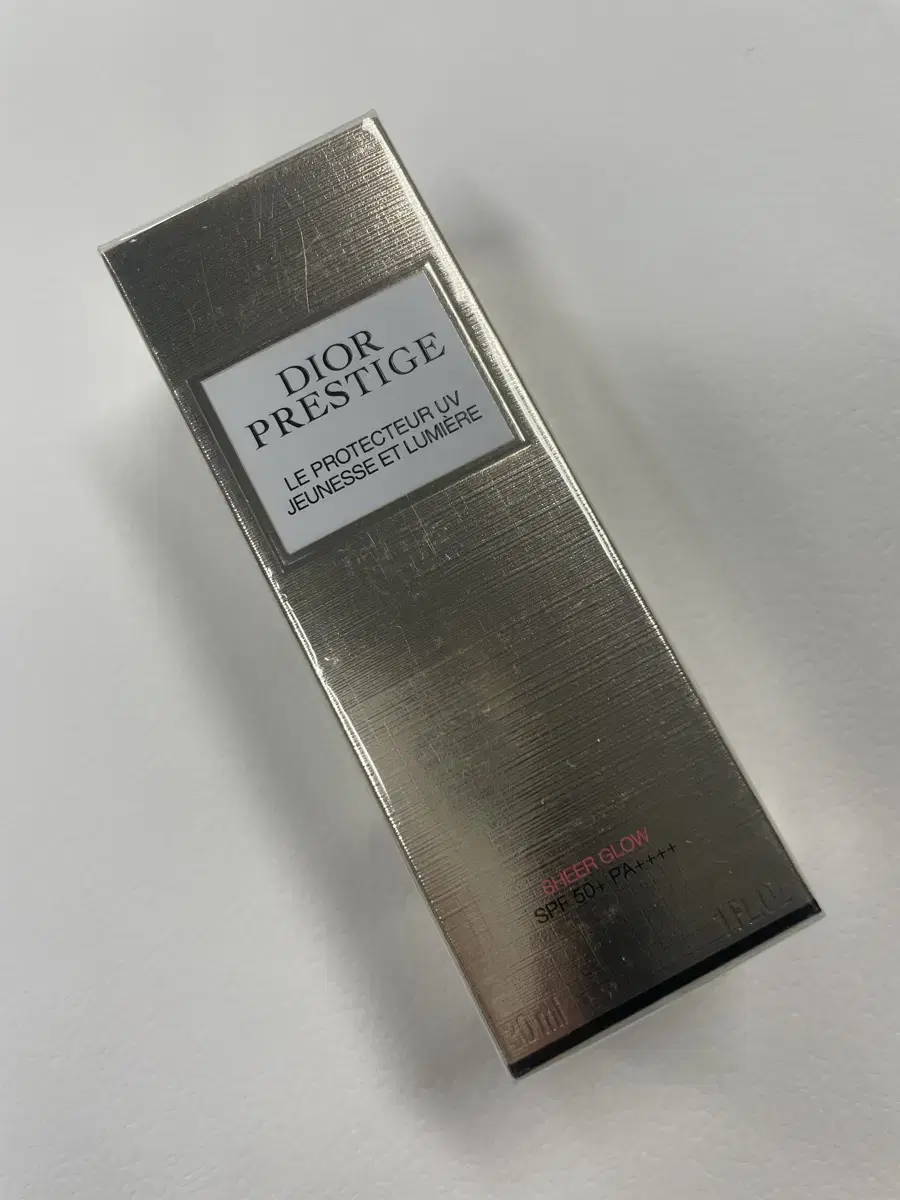 DIOR
PRESTIGE
LE PROTECTEUR UV
JEUNESSE ET LUMIÈRE
SHEER GLOW
SPF 50+ PA++++